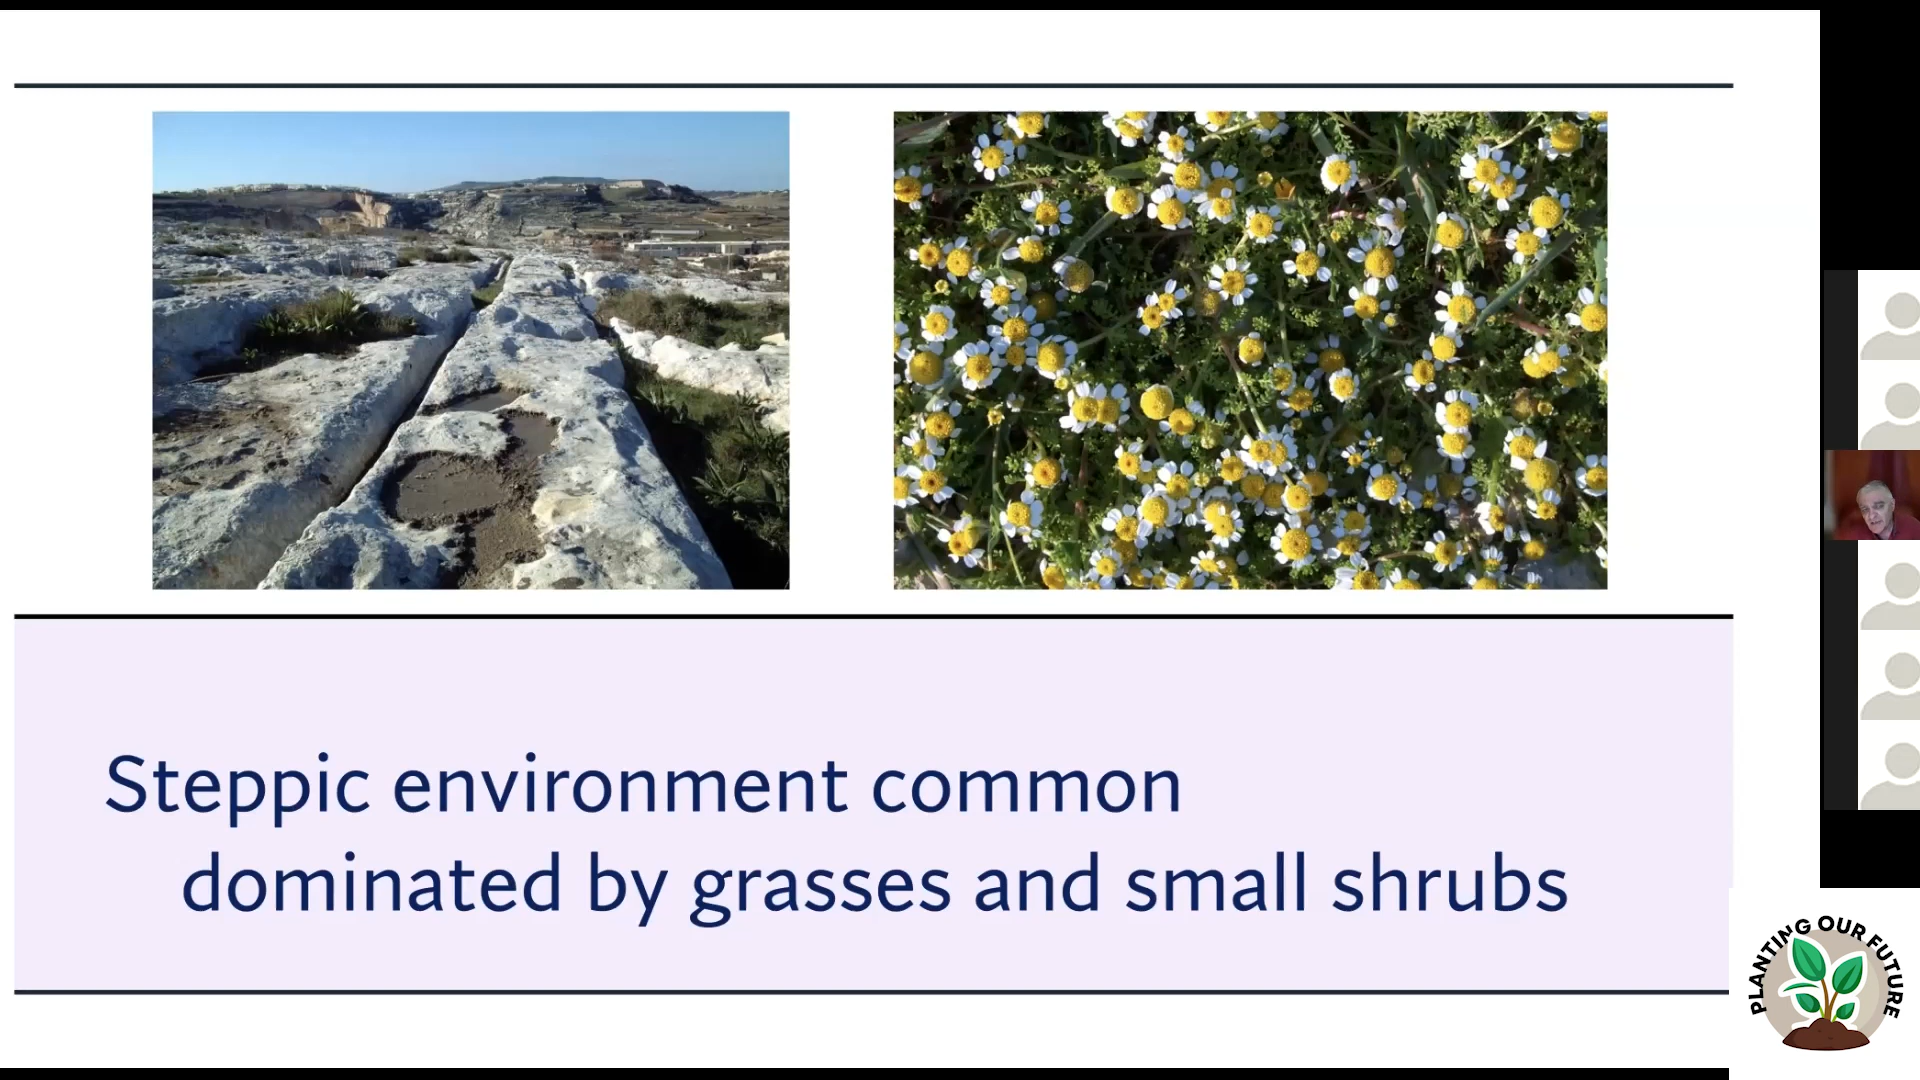 Steppic environment common
dominated by grasses and small shrubs
PLANTING OUR FUTURE